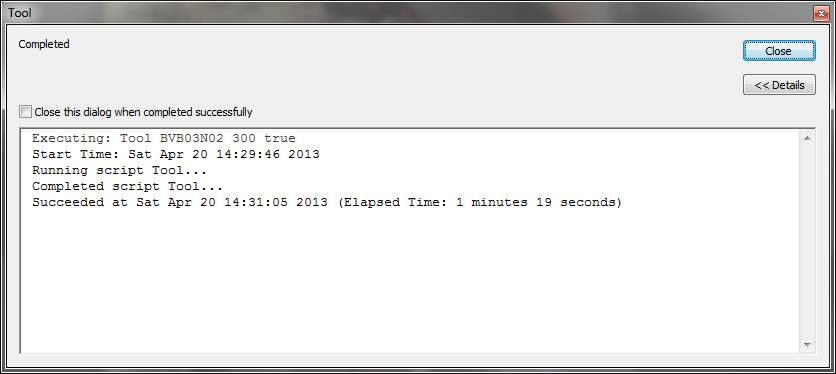 Tool
Completed
Close
<< Details
Close this dialog when completed successfully
Executing: Tool BVB03N02 300 true
Start Time: Sat Apr 20 14:29:46 2013
Running script Tool...
Completed script Tool...
Succeeded at Sat Apr 20 14:31:05 2013 (Elapsed Time: 1 minutes 19 seconds)